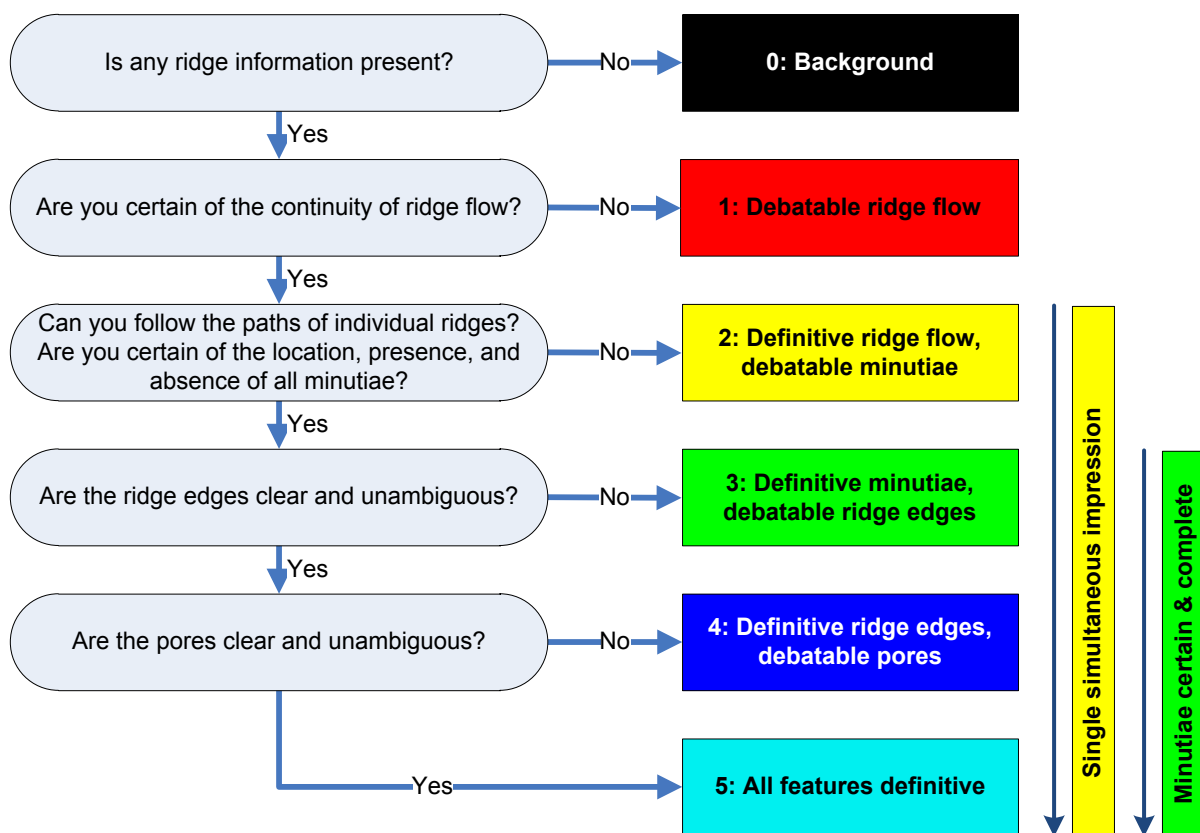 Is any ridge information present?
No
0: Background
Yes
Are you certain of the continuity of ridge flow?
No
1: Debatable ridge flow
Yes
Can you follow the paths of individual ridges?
Are you certain of the location, presence, and
absence of all minutiae?
No
2: Definitive ridge flow,
debatable minutiae
Yes
Are the ridge edges clear and unambiguous?
No
3: Definitive minutiae,
debatable ridge edges
Yes
Are the pores clear and unambiguous?
No
4: Definitive ridge edges,
debatable pores
Yes
5: All features definitive
Single simultaneous impression
Minutiae certain & complete